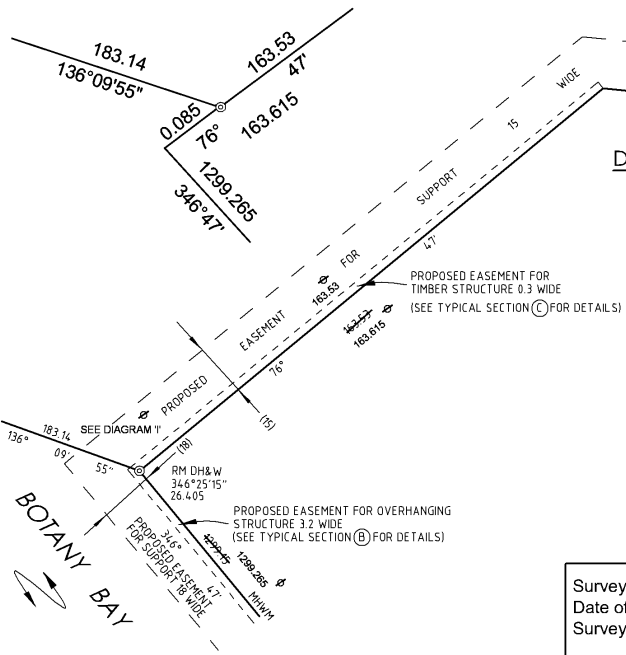 183.14
136°09'55"
163.53
47'
0.085
76°
163.615
1299.265
346°47'
WIDE
15
D
SUPPORT
47'
FOR
PROPOSED EASEMENT FOR
TIMBER STRUCTURE 0.3 WIDE
(SEE TYPICAL SECTION C FOR DETAILS)
ø
163.53
EASEMENT
163.53 ø
163.615
76°
PROPOSED
ø
SEE DIAGRAM 'I'
(15)
183.14
136° 09' 55"
(18)
RM DH&W
346°25'15"
26.405
PROPOSED EASEMENT FOR OVERHANGING
STRUCTURE 3.2 WIDE
(SEE TYPICAL SECTION B FOR DETAILS)
BOTANY BAY
346° 47'
PROPOSED EASEMENT
FOR SUPPORT 18 WIDE
1299.15
1299.265 ø
MHWM
Survey
Date of
Survey